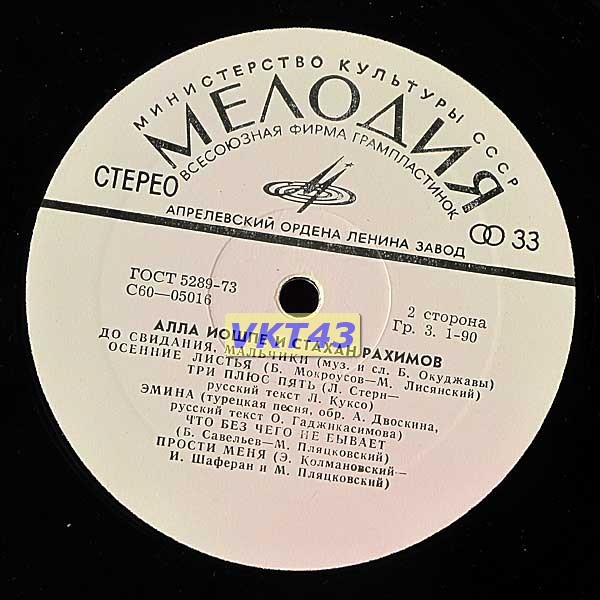 МИНИСТЕРСТВО КУЛЬТУРЫ СССР
МЕЛОДИЯ
ВСЕСОЮЗНАЯ ФИРМА ГРАМПЛАСТИНОК
СТЕРЕО
33
АПРЕЛЕВСКИЙ ОРДЕНА ЛЕНИНА ЗАВОД
ГОСТ 5289-73
С60—05016
2 сторона
Гр. 3. 1-90
VKT43
АЛЛА ИОШПЕ И СТАХАН РАХИМОВ
ДО СВИДАНИЯ, МАЛЬЧИКИ (муз. и сл. Б. Окуджавы)
ОСЕННИЕ ЛИСТЬЯ (Б. Мокроусов—М. Лисянский)
ТРИ ПЛЮС ПЯТЬ (Л. Стерн—
русский текст Л. Куксо)
ЭМИНА (турецкая песня, обр. А. Двоскина,
русский текст О. Гаджикасимова)
ЧТО БЕЗ ЧЕГО НЕ БЫВАЕТ
(Б. Савельев—М. Пляцковский)
ПРОСТИ МЕНЯ (Э. Колмановский—
И. Шаферан и М. Пляцковский)